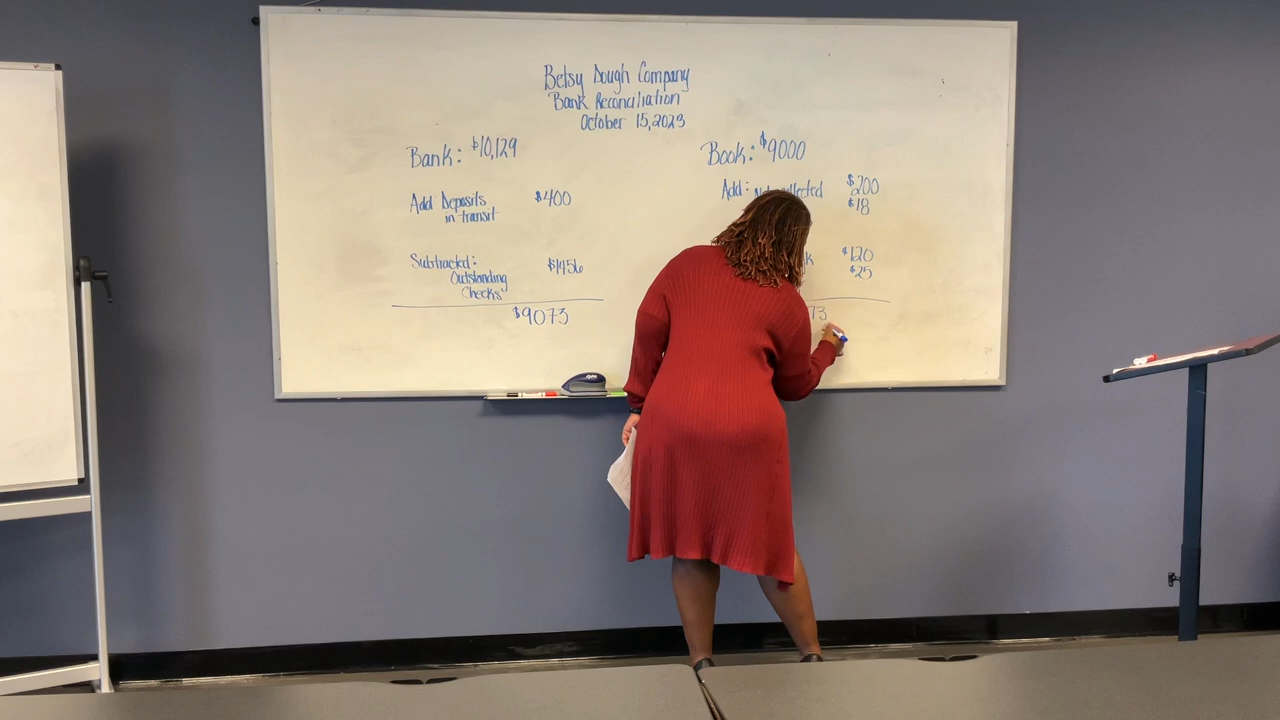 Betsy Dough Company
Bank Reconciliation
October 15, 2023
Bank: $10,129
Add Deposits $400
in transit
Subtracted: $1456
Outstanding
Checks
$9073
Book: $9000
Add: $200
$18
$120
$25
73